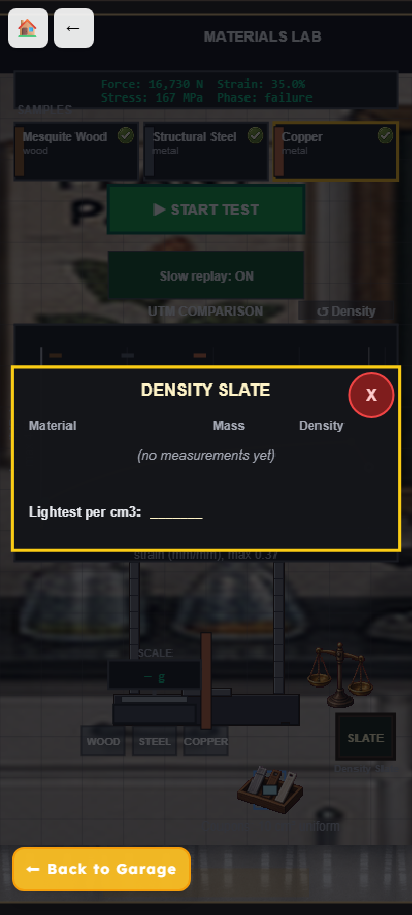 MATERIALS LAB
Force: 16,730 N Strain: 35.0%
Stress: 167 MPa Phase: failure
SAMPLES
Mesquite Wood
wood
Structural Steel
metal
Copper
metal
▶ START TEST
Slow replay: ON
UTM COMPARISON
↺ Density
DENSITY SLATE
X
Material Mass Density
(no measurements yet)
Lightest per cm3: ______
strain (mm/mm), max 0.37
SCALE
— g
WOOD
STEEL
COPPER
SLATE
← Back to Garage